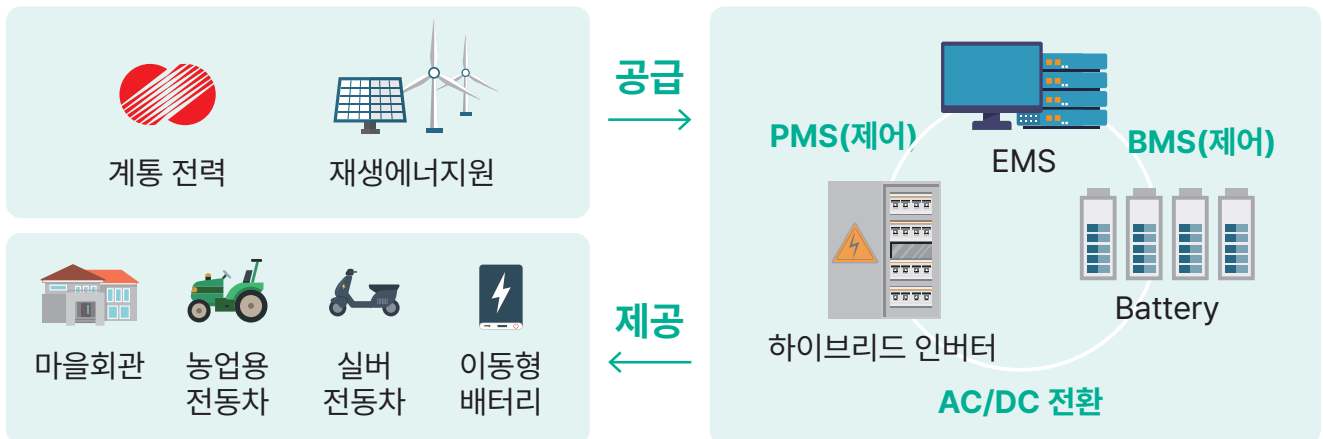 계통 전력
재생에너지원
공급
마을회관
농업용
전동차
실버
전동차
이동형
배터리
제공
PMS(제어)
EMS
BMS(제어)
하이브리드 인버터
Battery
AC/DC 전환